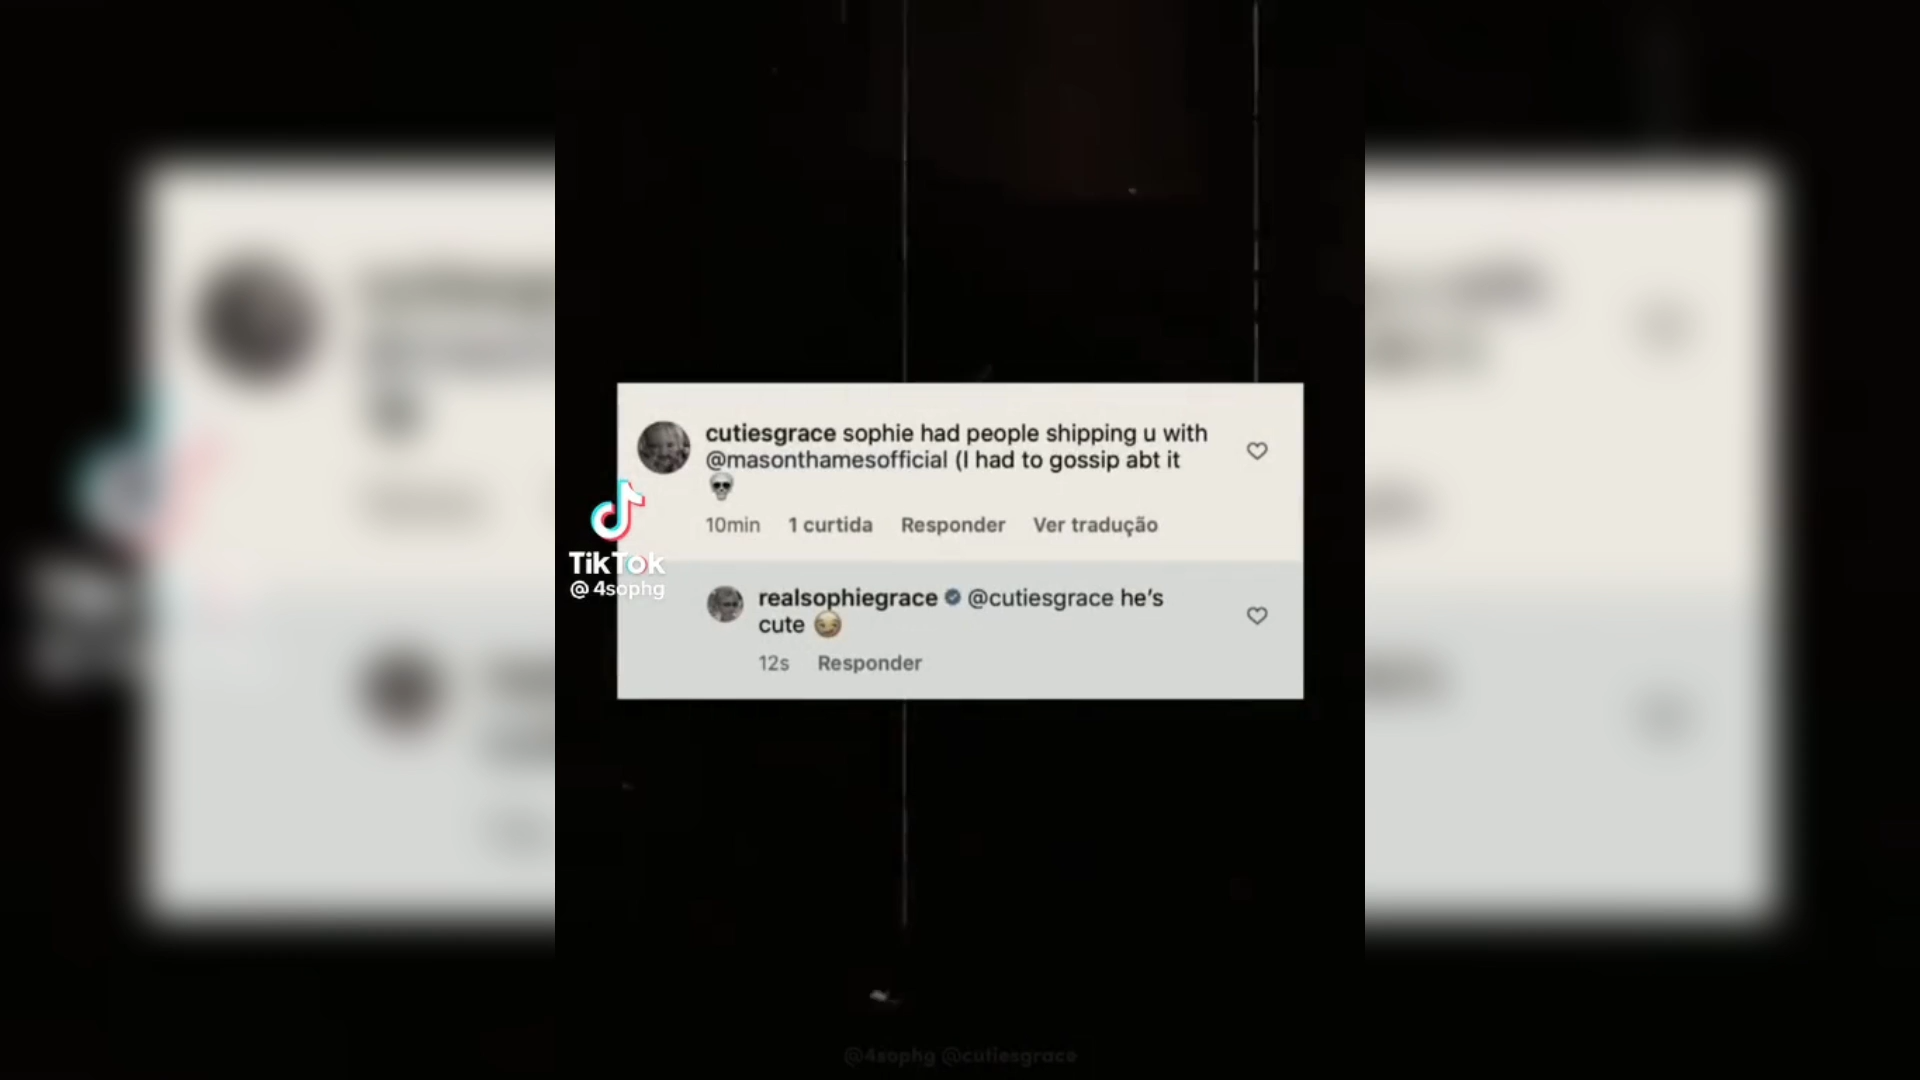 cutiesgrace sophie had people shipping u with
@masonthamesofficial (I had to gossip abt it
💀
10min 1 curtida Responder Ver tradução
TikTok
@4sophg
realsophiegrace @cutiesgrace he's
cute 😏
12s Responder
@4sophg @cutiesgrace